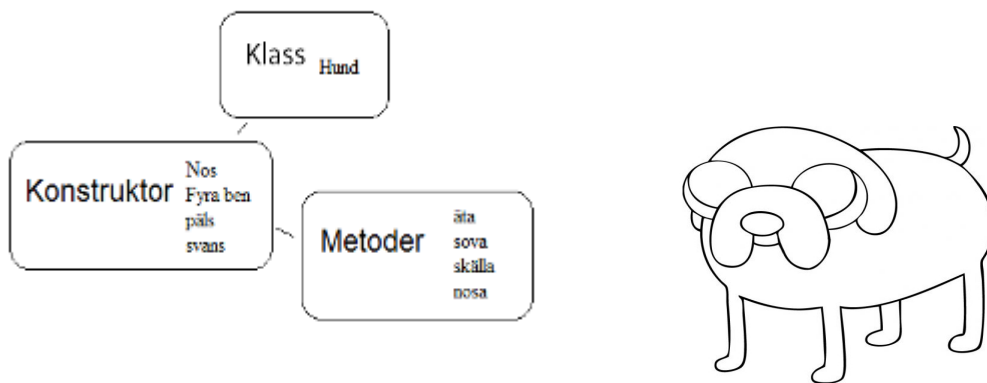 Klass Hund
Konstruktor Nos
Fyra ben
päls
svans
Metoder äta
sova
skälla
nosa